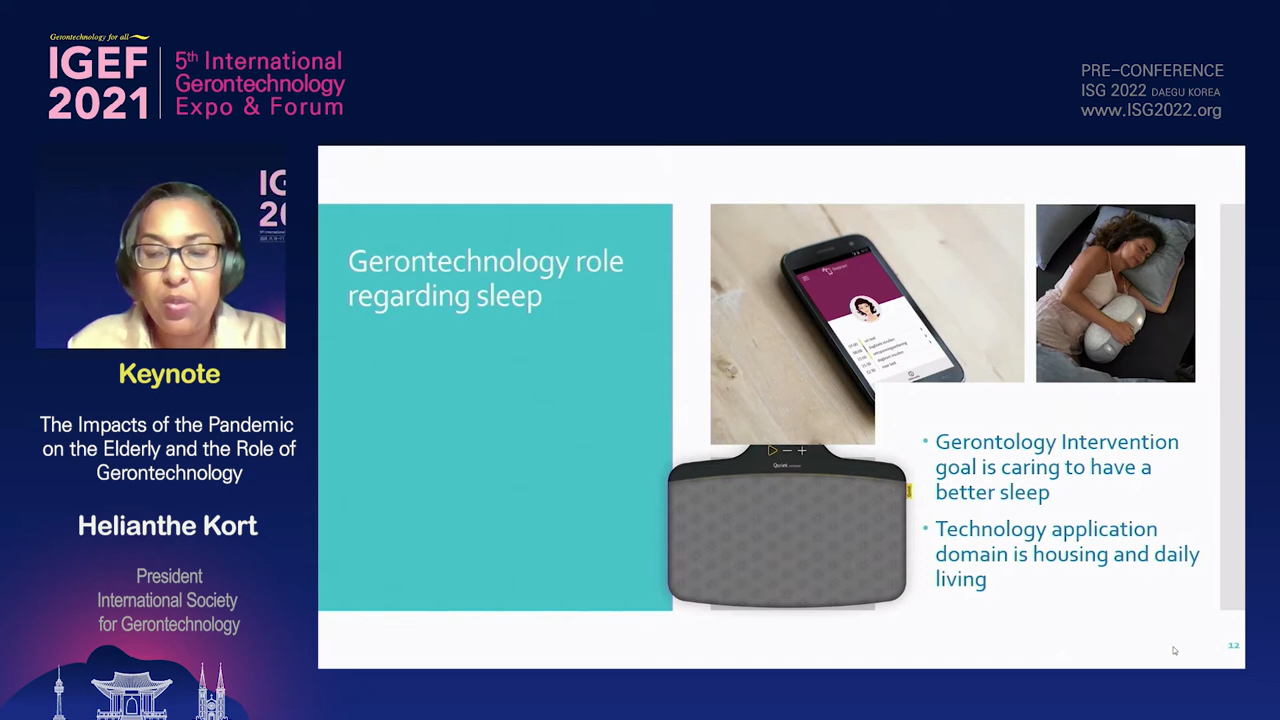 Gerontechnology for all
IGEF
2021
5th International
Gerontechnology
Expo & Forum
PRE-CONFERENCE
ISG 2022 DAEGU KOREA
www.ISG2022.org
Keynote
The Impacts of the Pandemic
on the Elderly and the Role of
Gerontechnology
Helianthe Kort
President
International Society
for Gerontechnology
Gerontechnology role
regarding sleep
• Gerontology Intervention
goal is caring to have a
better sleep
• Technology application
domain is housing and daily
living
12